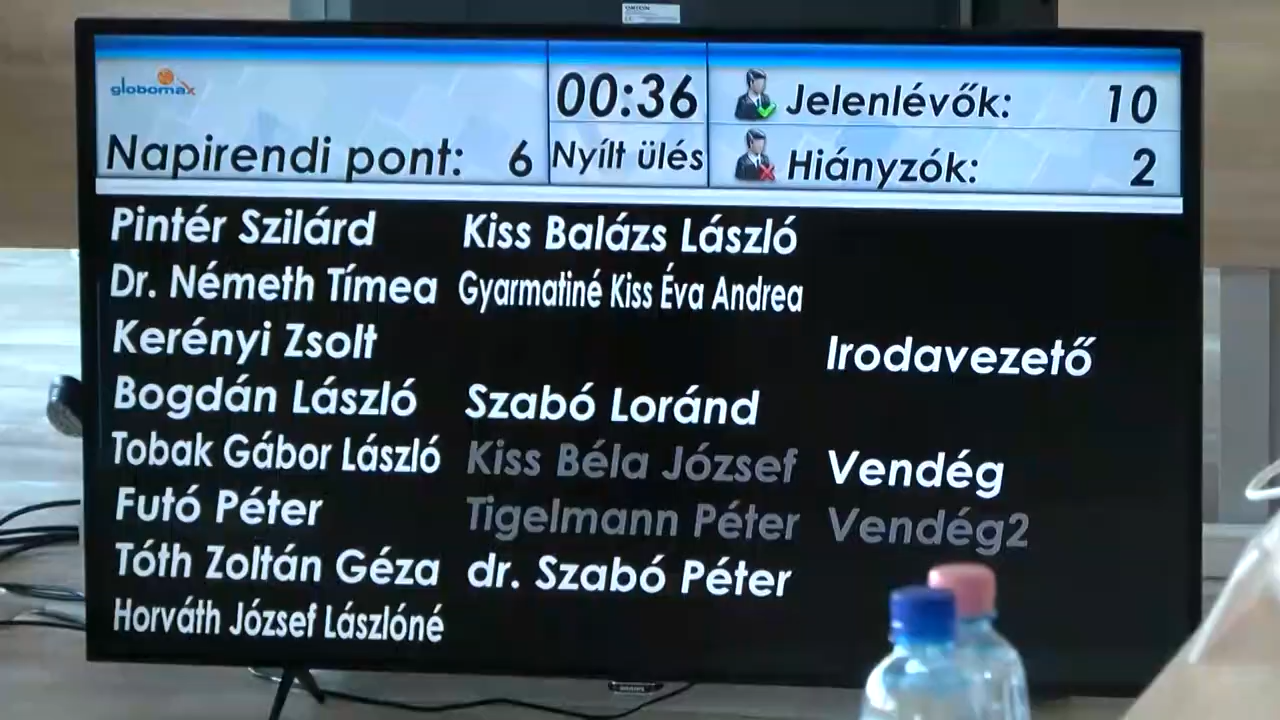 globomax
Napirendi pont: 6
00:36
Nyílt ülés
Jelenlévők: 10
Hiányzók: 2
Pintér Szilárd
Dr. Németh Tímea
Kerényi Zsolt
Bogdán László
Tobak Gábor László
Futó Péter
Tóth Zoltán Géza
Horváth József Lászlóné
Kiss Balázs László
Gyarmatiné Kiss Éva Andrea
Szabó Loránd
Kiss Béla József
Tigelmann Péter
dr. Szabó Péter
Irodavezető
Vendég
Vendég2